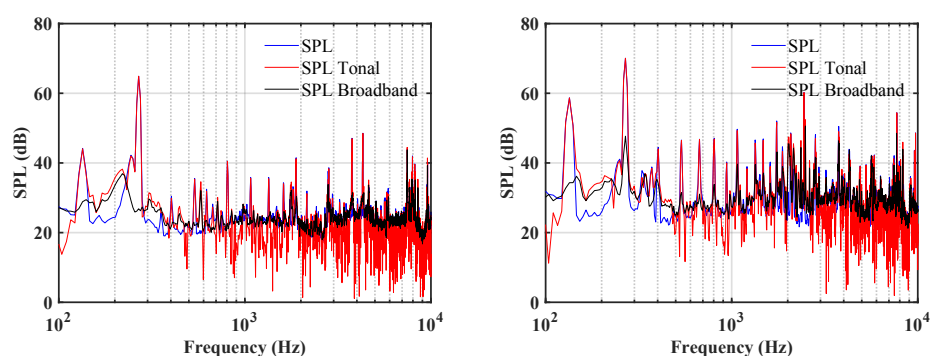 80
60
40
20
0
SPL (dB)
SPL
SPL Tonal
SPL Broadband
10^2
10^3
10^4
Frequency (Hz)
80
60
40
20
0
SPL (dB)
SPL
SPL Tonal
SPL Broadband
10^2
10^3
10^4
Frequency (Hz)